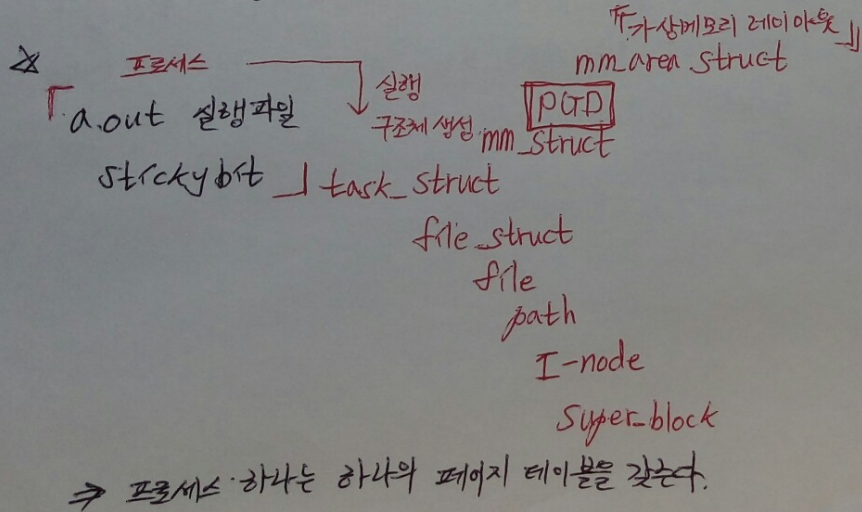 『가상메모리 레이아웃』
☆ 프로세스 mm_area_struct
「a.out 실행파일 실행 PGD
구조체 생성 mm_struct
stickybit 」 task_struct
file_struct
file
path
I-node
super_block
⇒ 프로세스 하나는 하나의 페이지 테이블을 갖는다.